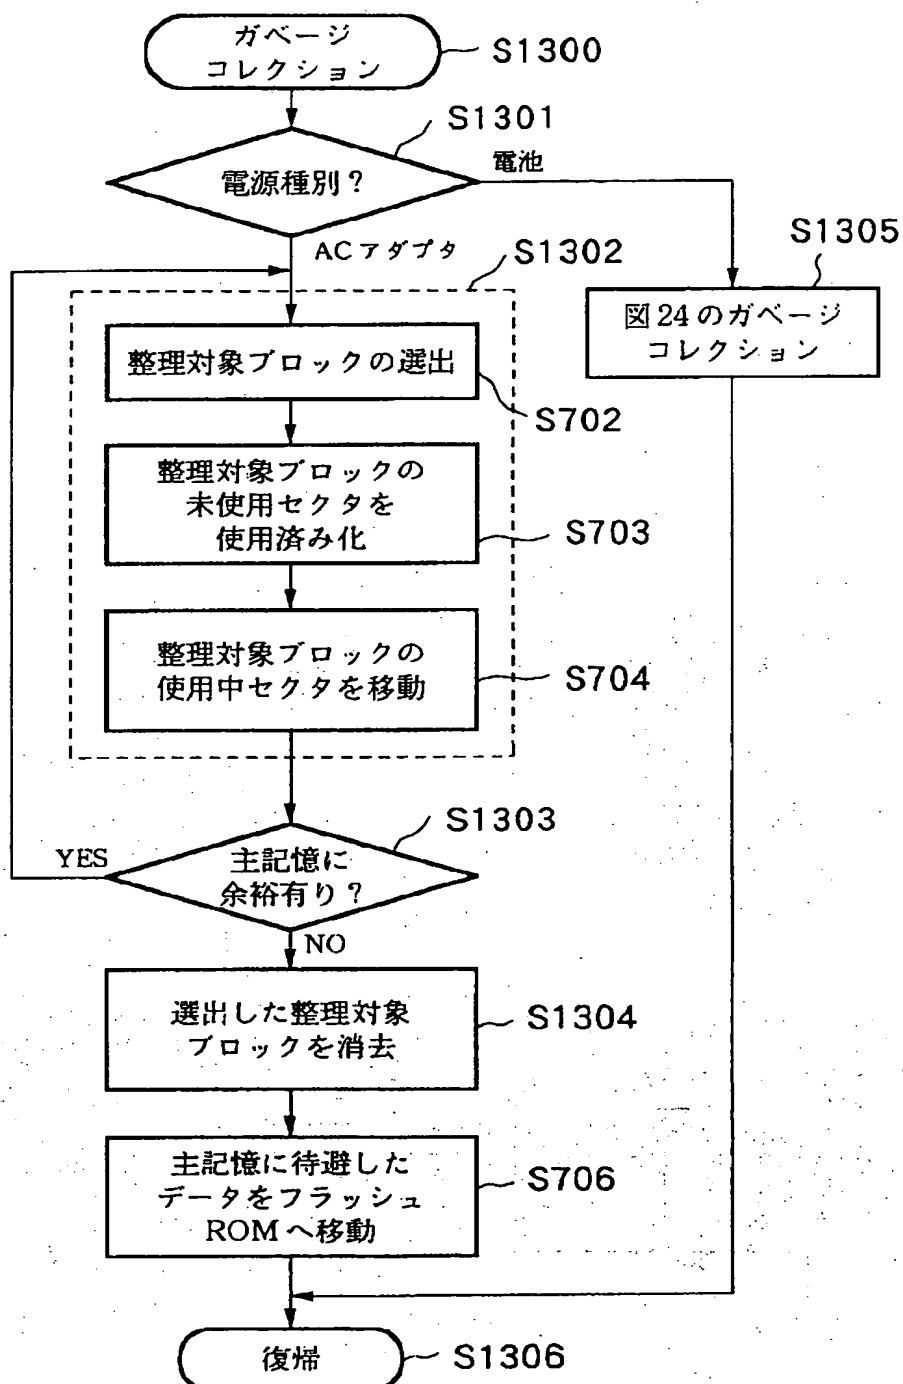 ガベージ
コレクション
S1300
S1301
電源種別?
電池
ACアダプタ
S1302
S1305
図24のガベージ
コレクション
整理対象ブロックの選出
S702
整理対象ブロックの
未使用セクタを
使用済み化
S703
整理対象ブロックの
使用中セクタを移動
S704
S1303
YES
主記憶に
余裕有り?
NO
選出した整理対象
ブロックを消去
S1304
主記憶に待避した
データをフラッシュ
ROMへ移動
S706
復帰
S1306